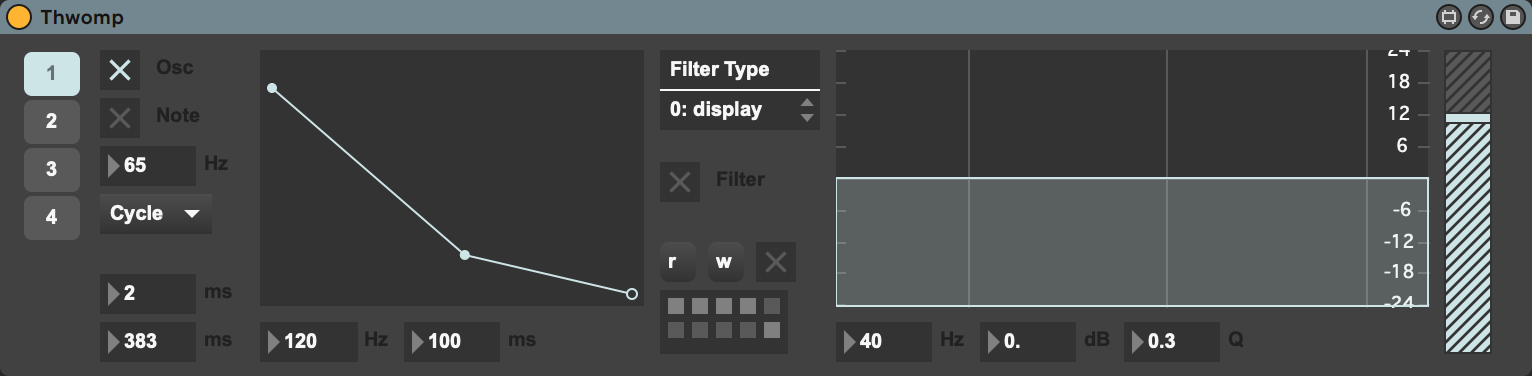 Thwomp
1
2
3
4
Osc
Note
65 Hz
Cycle
2 ms
383 ms
120 Hz 100 ms
Filter Type
0: display
Filter
r w
24
18
12
6
-6
-12
-18
-24
40 Hz 0. dB 0.3 Q